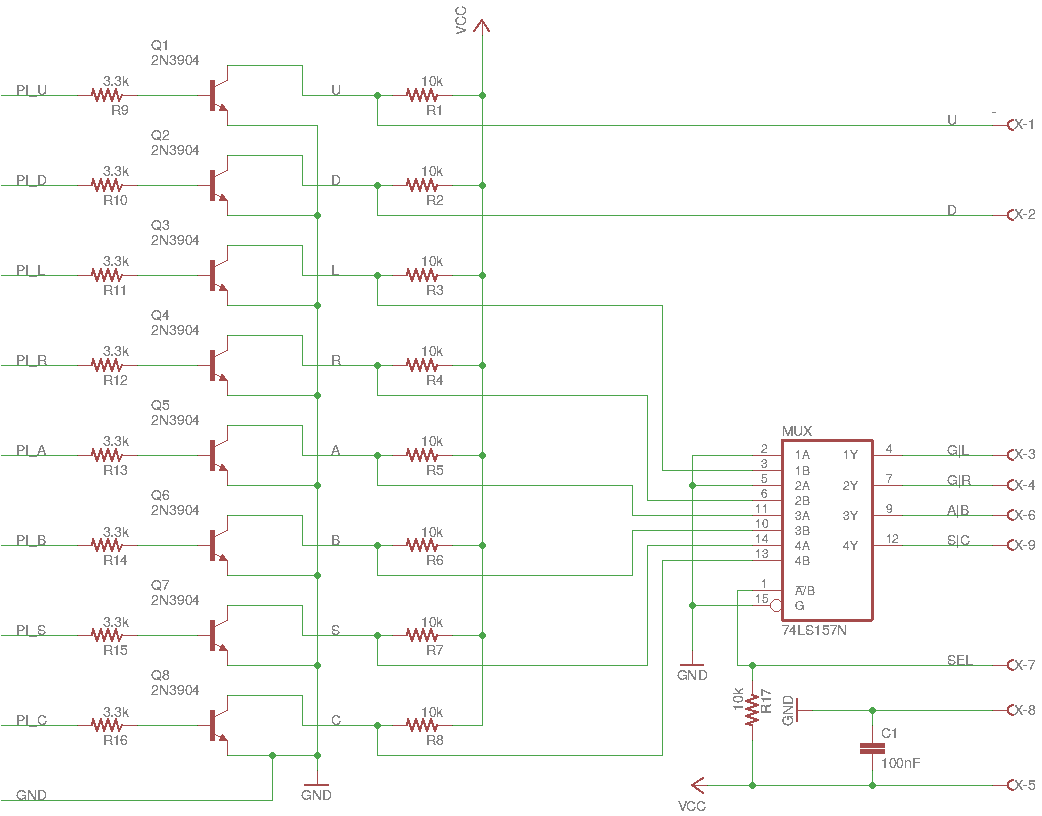 VCC
Q1
2N3904
PI_U
3.3k
R9
U
10k
R1
U
X-1
Q2
2N3904
PI_D
3.3k
R10
D
10k
R2
D
X-2
Q3
2N3904
PI_L
3.3k
R11
L
10k
R3
Q4
2N3904
PI_R
3.3k
R12
R
10k
R4
Q5
2N3904
PI_A
3.3k
R13
A
10k
R5
Q6
2N3904
PI_B
3.3k
R14
B
10k
R6
Q7
2N3904
PI_S
3.3k
R15
S
10k
R7
Q8
2N3904
PI_C
3.3k
R16
C
10k
R8
GND
GND
MUX
2 1A 1Y 4 G|L X-3
3 1B
5 2A 2Y 7 G|R X-4
6 2B
11 3A 3Y 9 A|B X-6
10 3B
14 4A 4Y 12 S|C X-9
13 4B
1 A/B
15 G
74LS157N
GND
SEL X-7
10k
R17
GND
X-8
C1
100nF
VCC
X-5